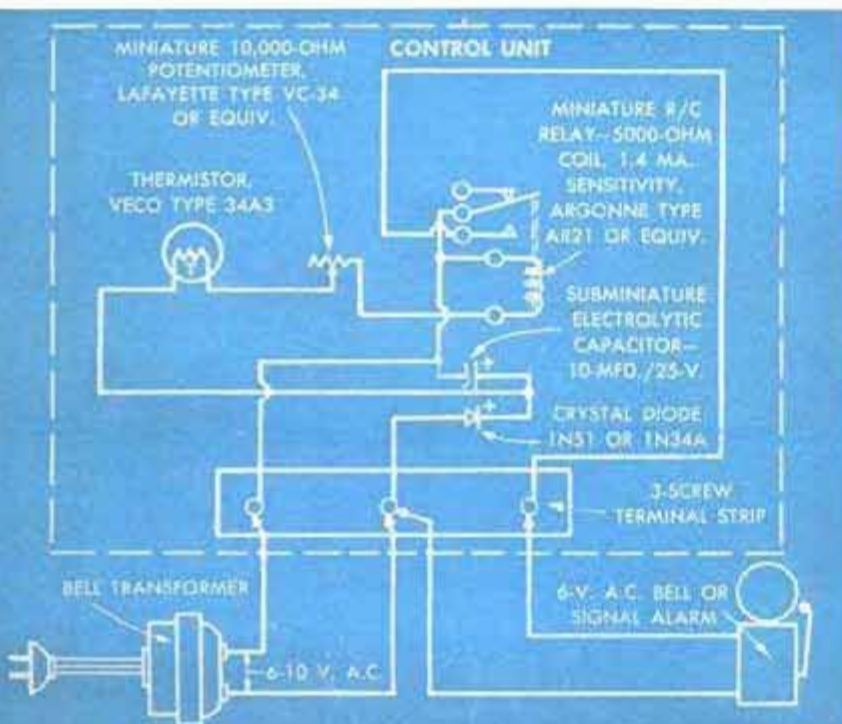 MINIATURE 10,000-OHM
POTENTIOMETER,
LAFAYETTE TYPE VC-34
OR EQUIV.
CONTROL UNIT
MINIATURE R/C
RELAY—5000-OHM
COIL, 1.4 MA.
SENSITIVITY,
ARGONNE TYPE
AR21 OR EQUIV.
THERMISTOR,
VECO TYPE 34A3
T
SUBMINIATURE
ELECTROLYTIC
CAPACITOR—
10-MFD./25-V.
+
+
CRYSTAL DIODE
1N51 OR 1N34A
3-SCREW
TERMINAL STRIP
BELL TRANSFORMER
6-10 V. A.C.
6-V. A.C. BELL OR
SIGNAL ALARM